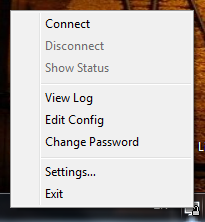 Connect
Disconnect
Show Status
View Log
Edit Config
Change Password
Settings...
Exit
L